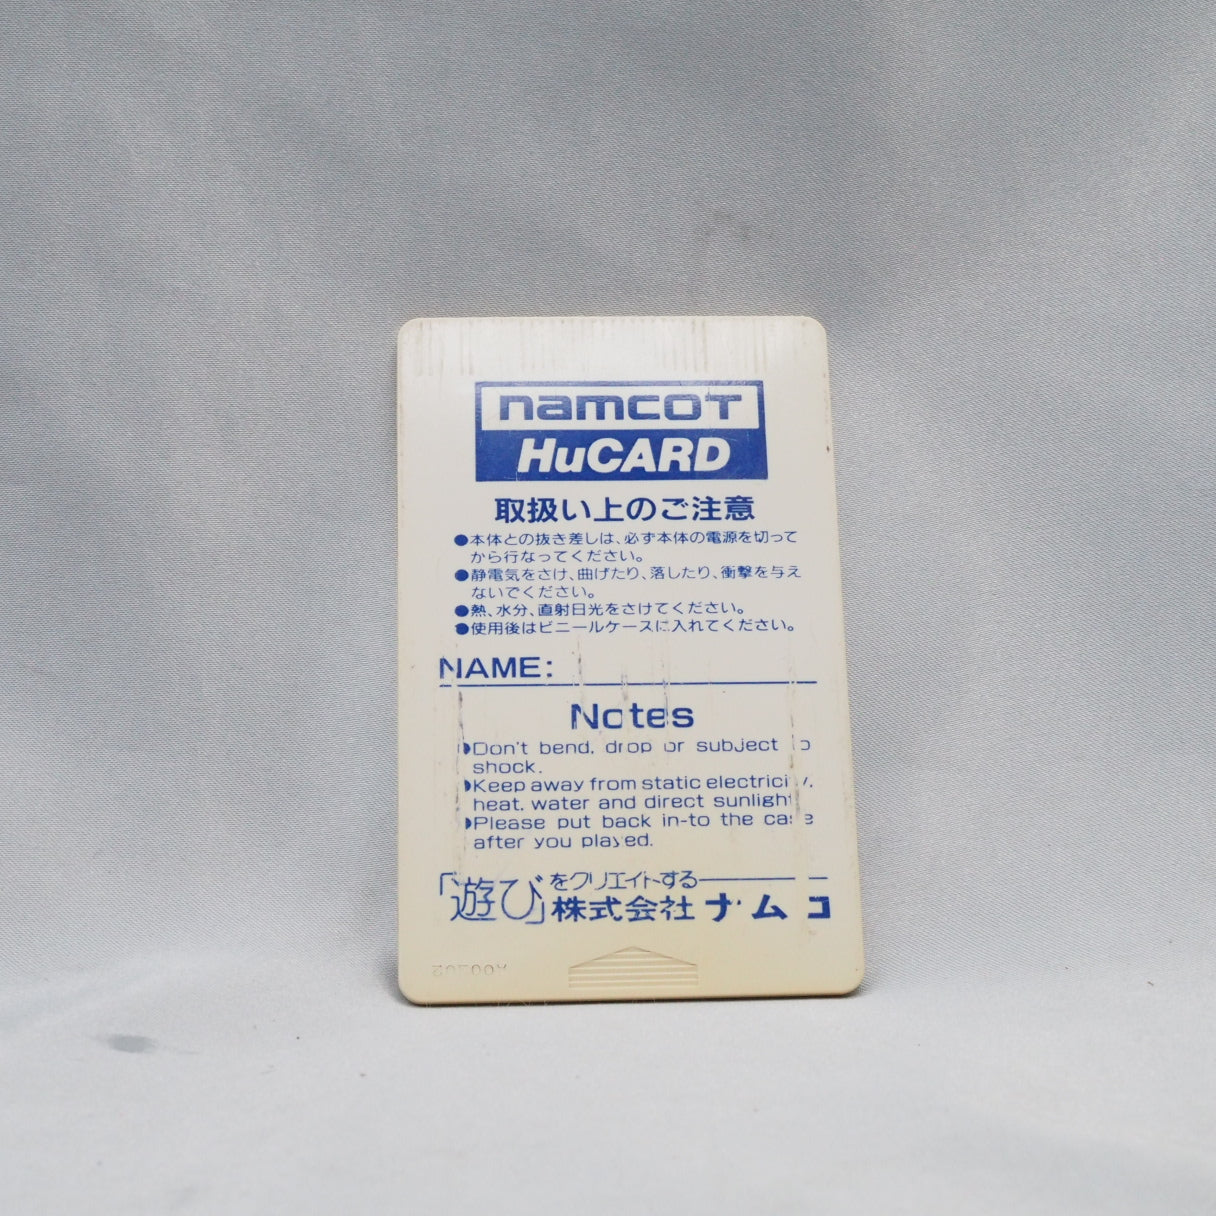 namcot
HuCARD
取扱い上のご注意
●本体との抜き差しは、必ず本体の電源を切って
から行なってください。
●静電気をさけ、曲げたり、落したり、衝撃を与え
ないでください。
●熱、水分、直射日光をさけてください。
●使用後はビニールケースに入れてください。
NAME:
Notes
●Don't bend, drop or subject to
shock.
●Keep away from static electricity,
heat, water and direct sunlight
●Please put back in-to the case
after you played.
「遊び」をクリエイトする
株式会社ナムコ